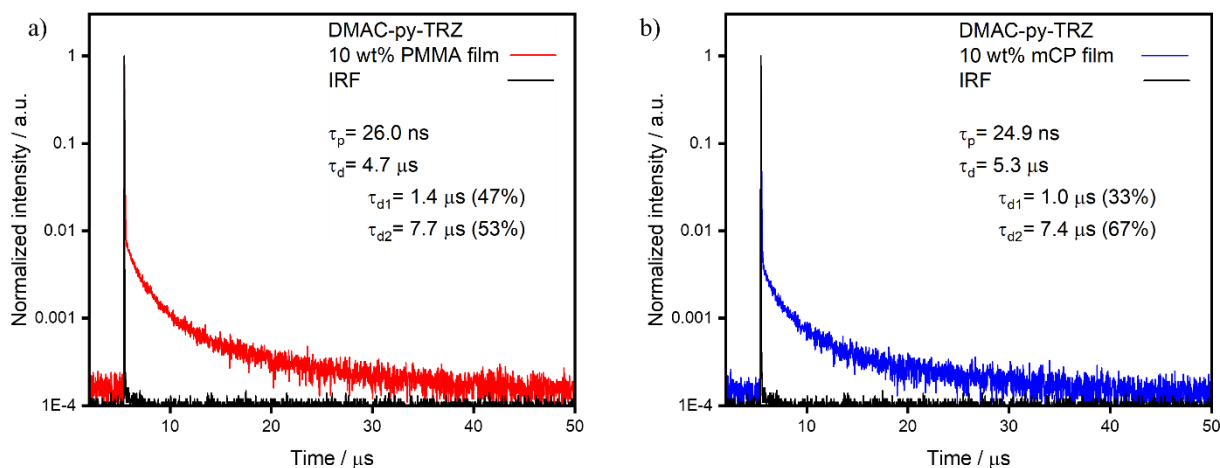 a)
DMAC-py-TRZ
10 wt% PMMA film
IRF
τp= 26.0 ns
τd= 4.7 μs
τd1= 1.4 μs (47%)
τd2= 7.7 μs (53%)
Normalized intensity / a.u.
1
0.1
0.01
0.001
1E-4
10 20 30 40 50
Time / μs
b)
DMAC-py-TRZ
10 wt% mCP film
IRF
τp= 24.9 ns
τd= 5.3 μs
τd1= 1.0 μs (33%)
τd2= 7.4 μs (67%)
Normalized intensity / a.u.
1
0.1
0.01
0.001
1E-4
10 20 30 40 50
Time / μs